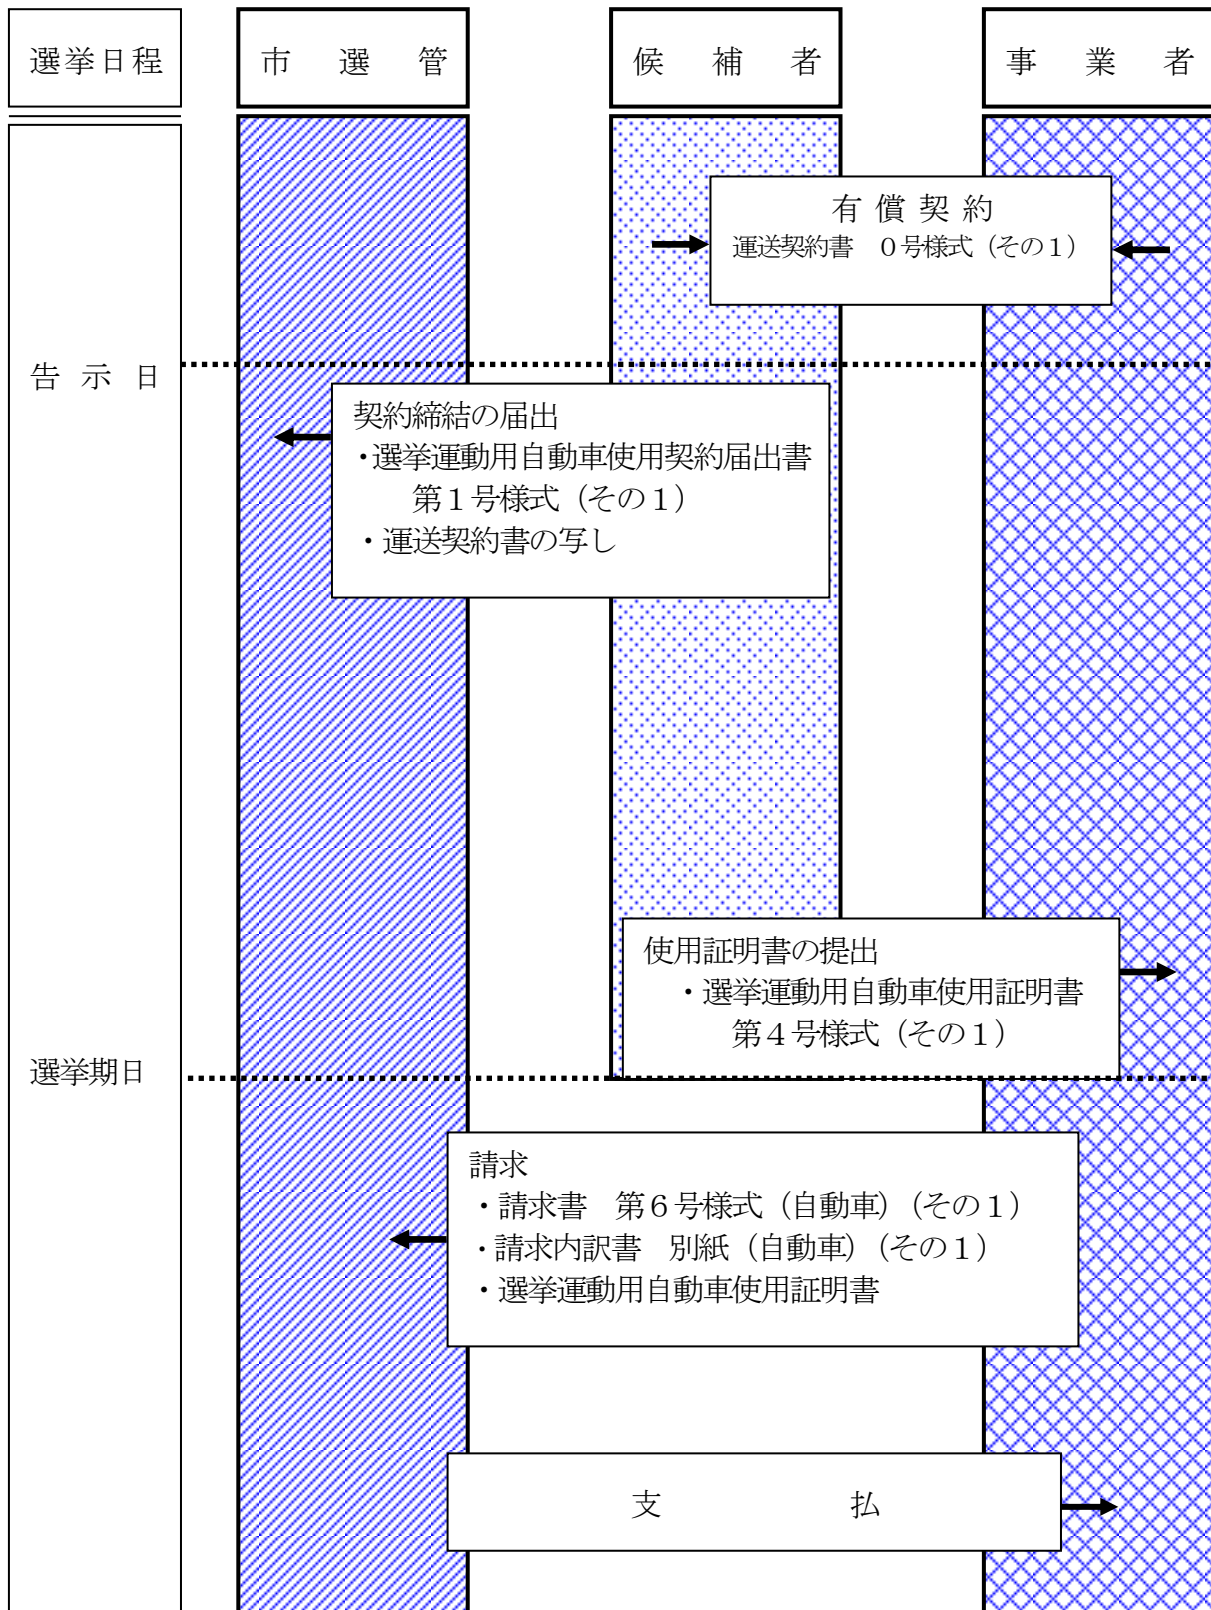 選挙日程
市選管
候補者
事業者
有償契約
運送契約書　０号様式（その１）
告示日
契約締結の届出
・選挙運動用自動車使用契約届出書
第１号様式（その１）
・運送契約書の写し
使用証明書の提出
・選挙運動用自動車使用証明書
第４号様式（その１）
選挙期日
請求
・請求書　第６号様式（自動車）（その１）
・請求内訳書　別紙（自動車）（その１）
・選挙運動用自動車使用証明書
支払